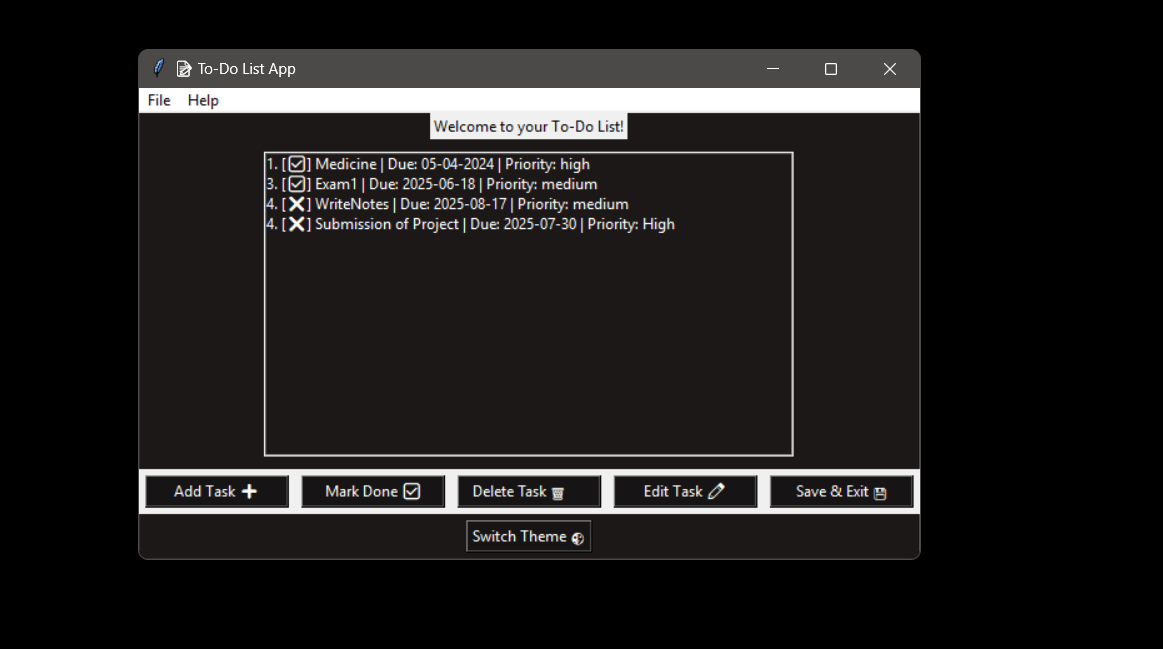 To-Do List App
File Help
Welcome to your To-Do List!
1. [☑] Medicine | Due: 05-04-2024 | Priority: high
3. [☑] Exam1 | Due: 2025-06-18 | Priority: medium
4. [❌] WriteNotes | Due: 2025-08-17 | Priority: medium
4. [❌] Submission of Project | Due: 2025-07-30 | Priority: High
Add Task ➕ Mark Done ☑ Delete Task 🗑 Edit Task ✏ Save & Exit 💾
Switch Theme 🎨